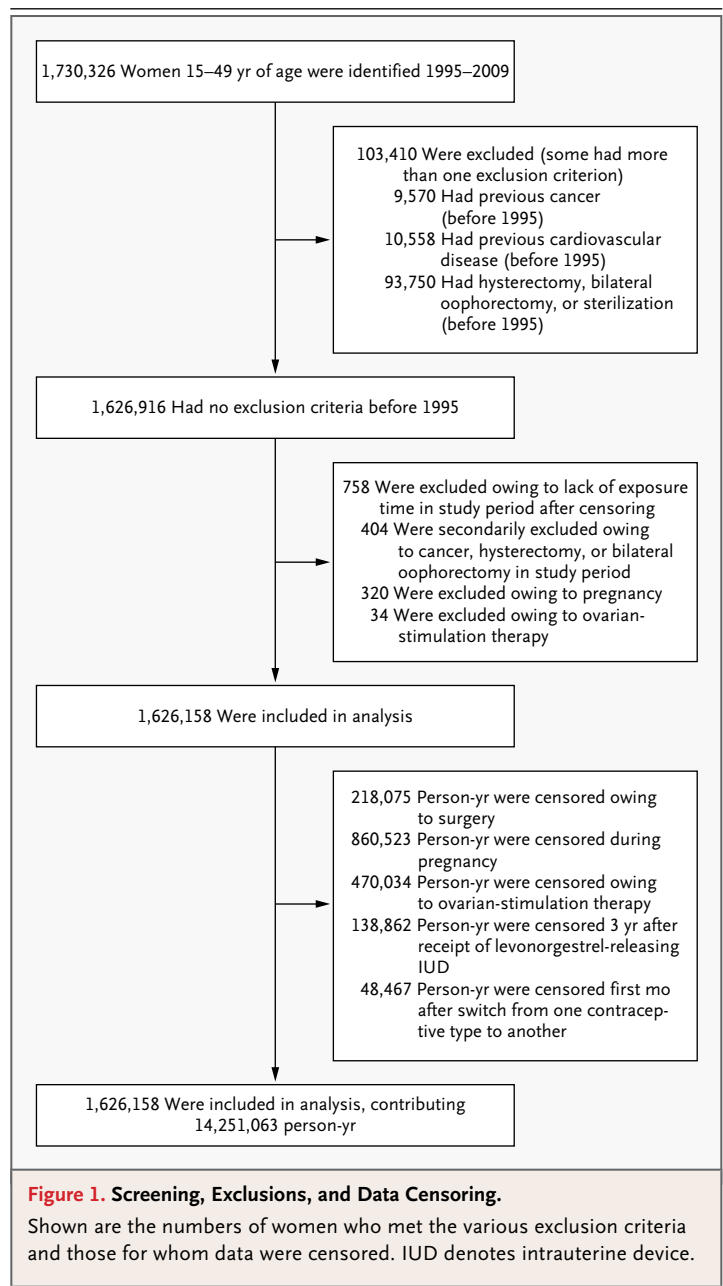 1,730,326 Women 15–49 yr of age were identified 1995–2009
103,410 Were excluded (some had more
than one exclusion criterion)
9,570 Had previous cancer
(before 1995)
10,558 Had previous cardiovascular
disease (before 1995)
93,750 Had hysterectomy, bilateral
oophorectomy, or sterilization
(before 1995)
1,626,916 Had no exclusion criteria before 1995
758 Were excluded owing to lack of exposure
time in study period after censoring
404 Were secondarily excluded owing
to cancer, hysterectomy, or bilateral
oophorectomy in study period
320 Were excluded owing to pregnancy
34 Were excluded owing to ovarian-
stimulation therapy
1,626,158 Were included in analysis
218,075 Person-yr were censored owing
to surgery
860,523 Person-yr were censored during
pregnancy
470,034 Person-yr were censored owing
to ovarian-stimulation therapy
138,862 Person-yr were censored 3 yr after
receipt of levonorgestrel-releasing
IUD
48,467 Person-yr were censored first mo
after switch from one contracep-
tive type to another
1,626,158 Were included in analysis, contributing
14,251,063 person-yr
Figure 1. Screening, Exclusions, and Data Censoring.
Shown are the numbers of women who met the various exclusion criteria
and those for whom data were censored. IUD denotes intrauterine device.